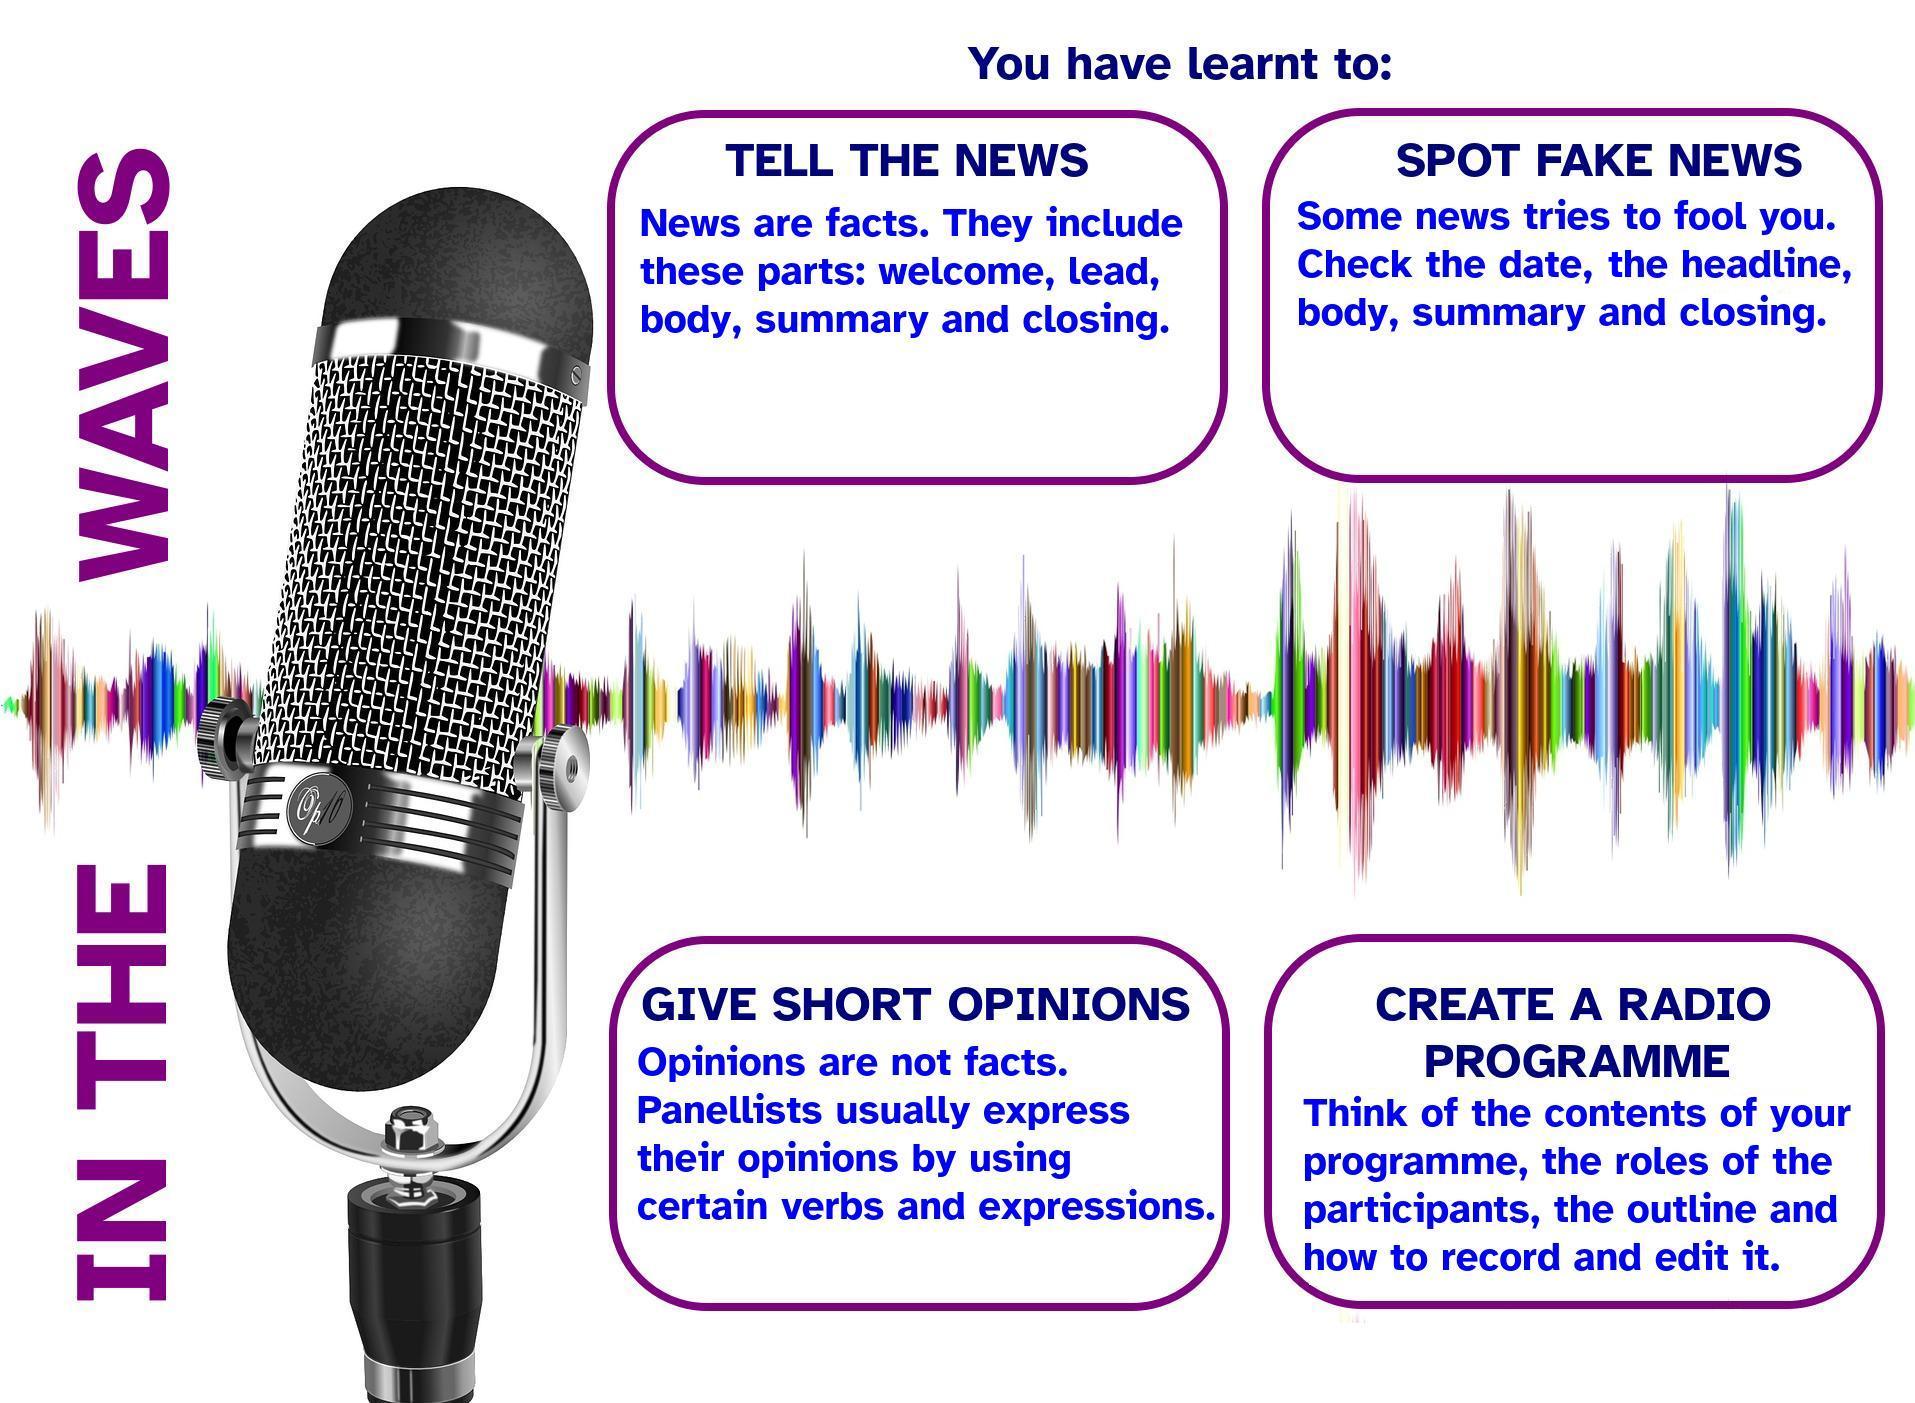 You have learnt to:
IN THE WAVES
TELL THE NEWS
News are facts. They include
these parts: welcome, lead,
body, summary and closing.
SPOT FAKE NEWS
Some news tries to fool you.
Check the date, the headline,
body, summary and closing.
Op16
GIVE SHORT OPINIONS
Opinions are not facts.
Panellists usually express
their opinions by using
certain verbs and expressions.
CREATE A RADIO
PROGRAMME
Think of the contents of your
programme, the roles of the
participants, the outline and
how to record and edit it.